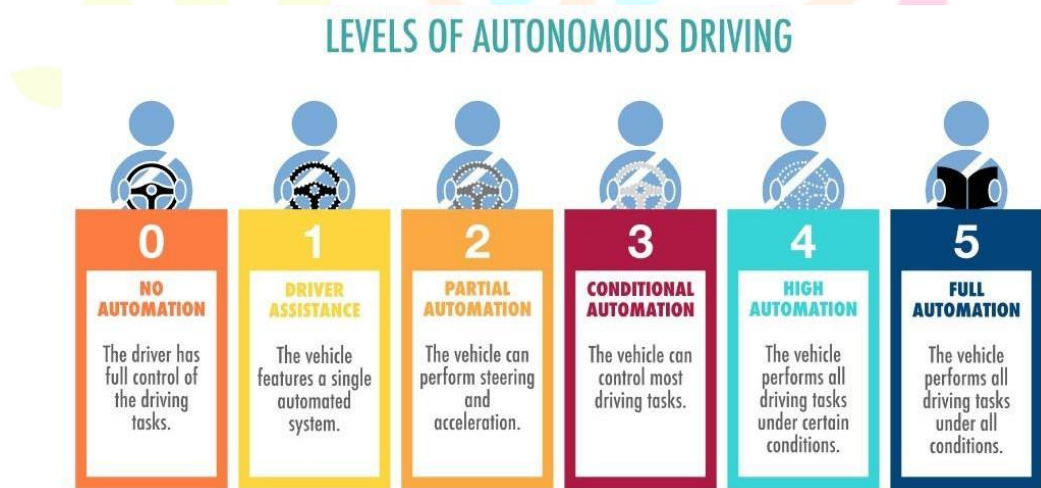 LEVELS OF AUTONOMOUS DRIVING
0
NO
AUTOMATION
The driver has
full control of
the driving
tasks.
1
DRIVER
ASSISTANCE
The vehicle
features a single
automated
system.
2
PARTIAL
AUTOMATION
The vehicle can
perform steering
and
acceleration.
3
CONDITIONAL
AUTOMATION
The vehicle can
control most
driving tasks.
4
HIGH
AUTOMATION
The vehicle
performs all
driving tasks
under certain
conditions.
5
FULL
AUTOMATION
The vehicle
performs all
driving tasks
under all
conditions.